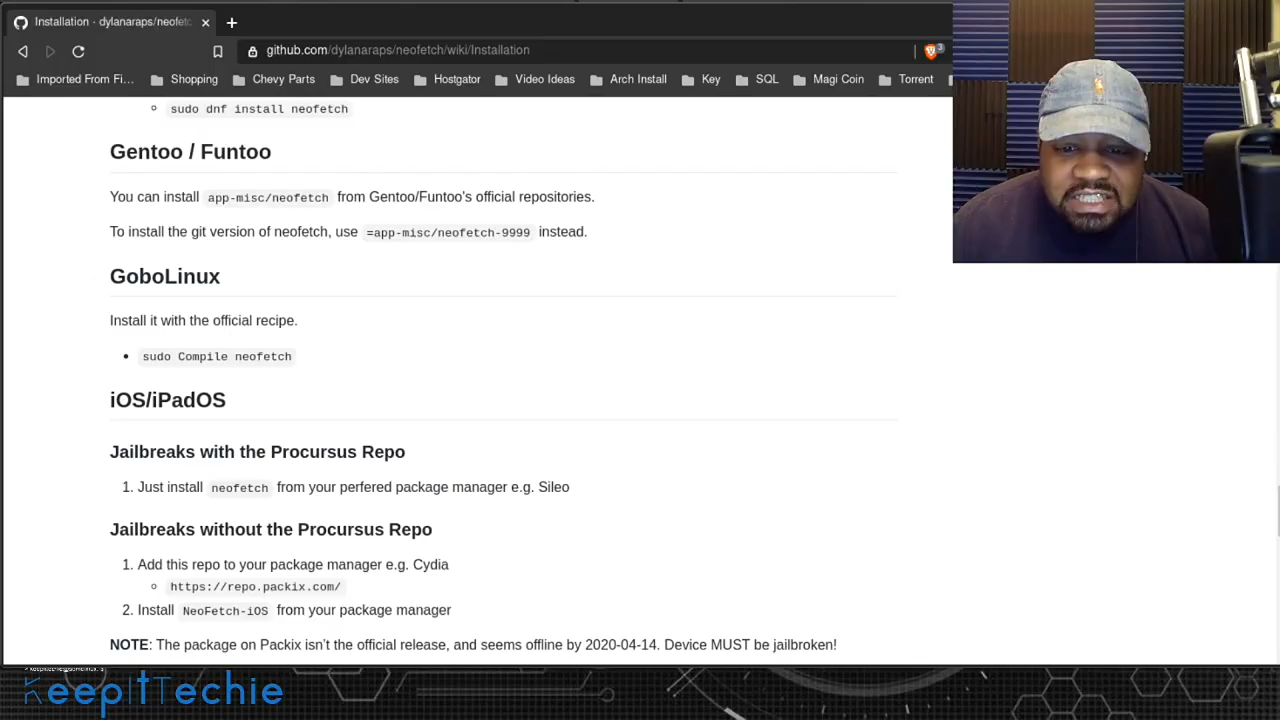 Installation · dylanaraps/neofetc
github.com/dylanaraps/neofetch/wiki/Installation
3
Imported From Fi... Shopping Chevy Parts Dev Sites Hostgator Video Ideas Arch Install Key SQL Magi Coin Torrent
sudo dnf install neofetch
Gentoo / Funtoo
You can install app-misc/neofetch from Gentoo/Funtoo's official repositories.
To install the git version of neofetch, use =app-misc/neofetch-9999 instead.
GoboLinux
Install it with the official recipe.
sudo Compile neofetch
iOS/iPadOS
Jailbreaks with the Procursus Repo
1. Just install neofetch from your perfered package manager e.g. Sileo
Jailbreaks without the Procursus Repo
1. Add this repo to your package manager e.g. Cydia
https://repo.packix.com/
2. Install NeoFetch-iOS from your package manager
NOTE: The package on Packix isn't the official release, and seems offline by 2020-04-14. Device MUST be jailbroken!
KeepItTechie